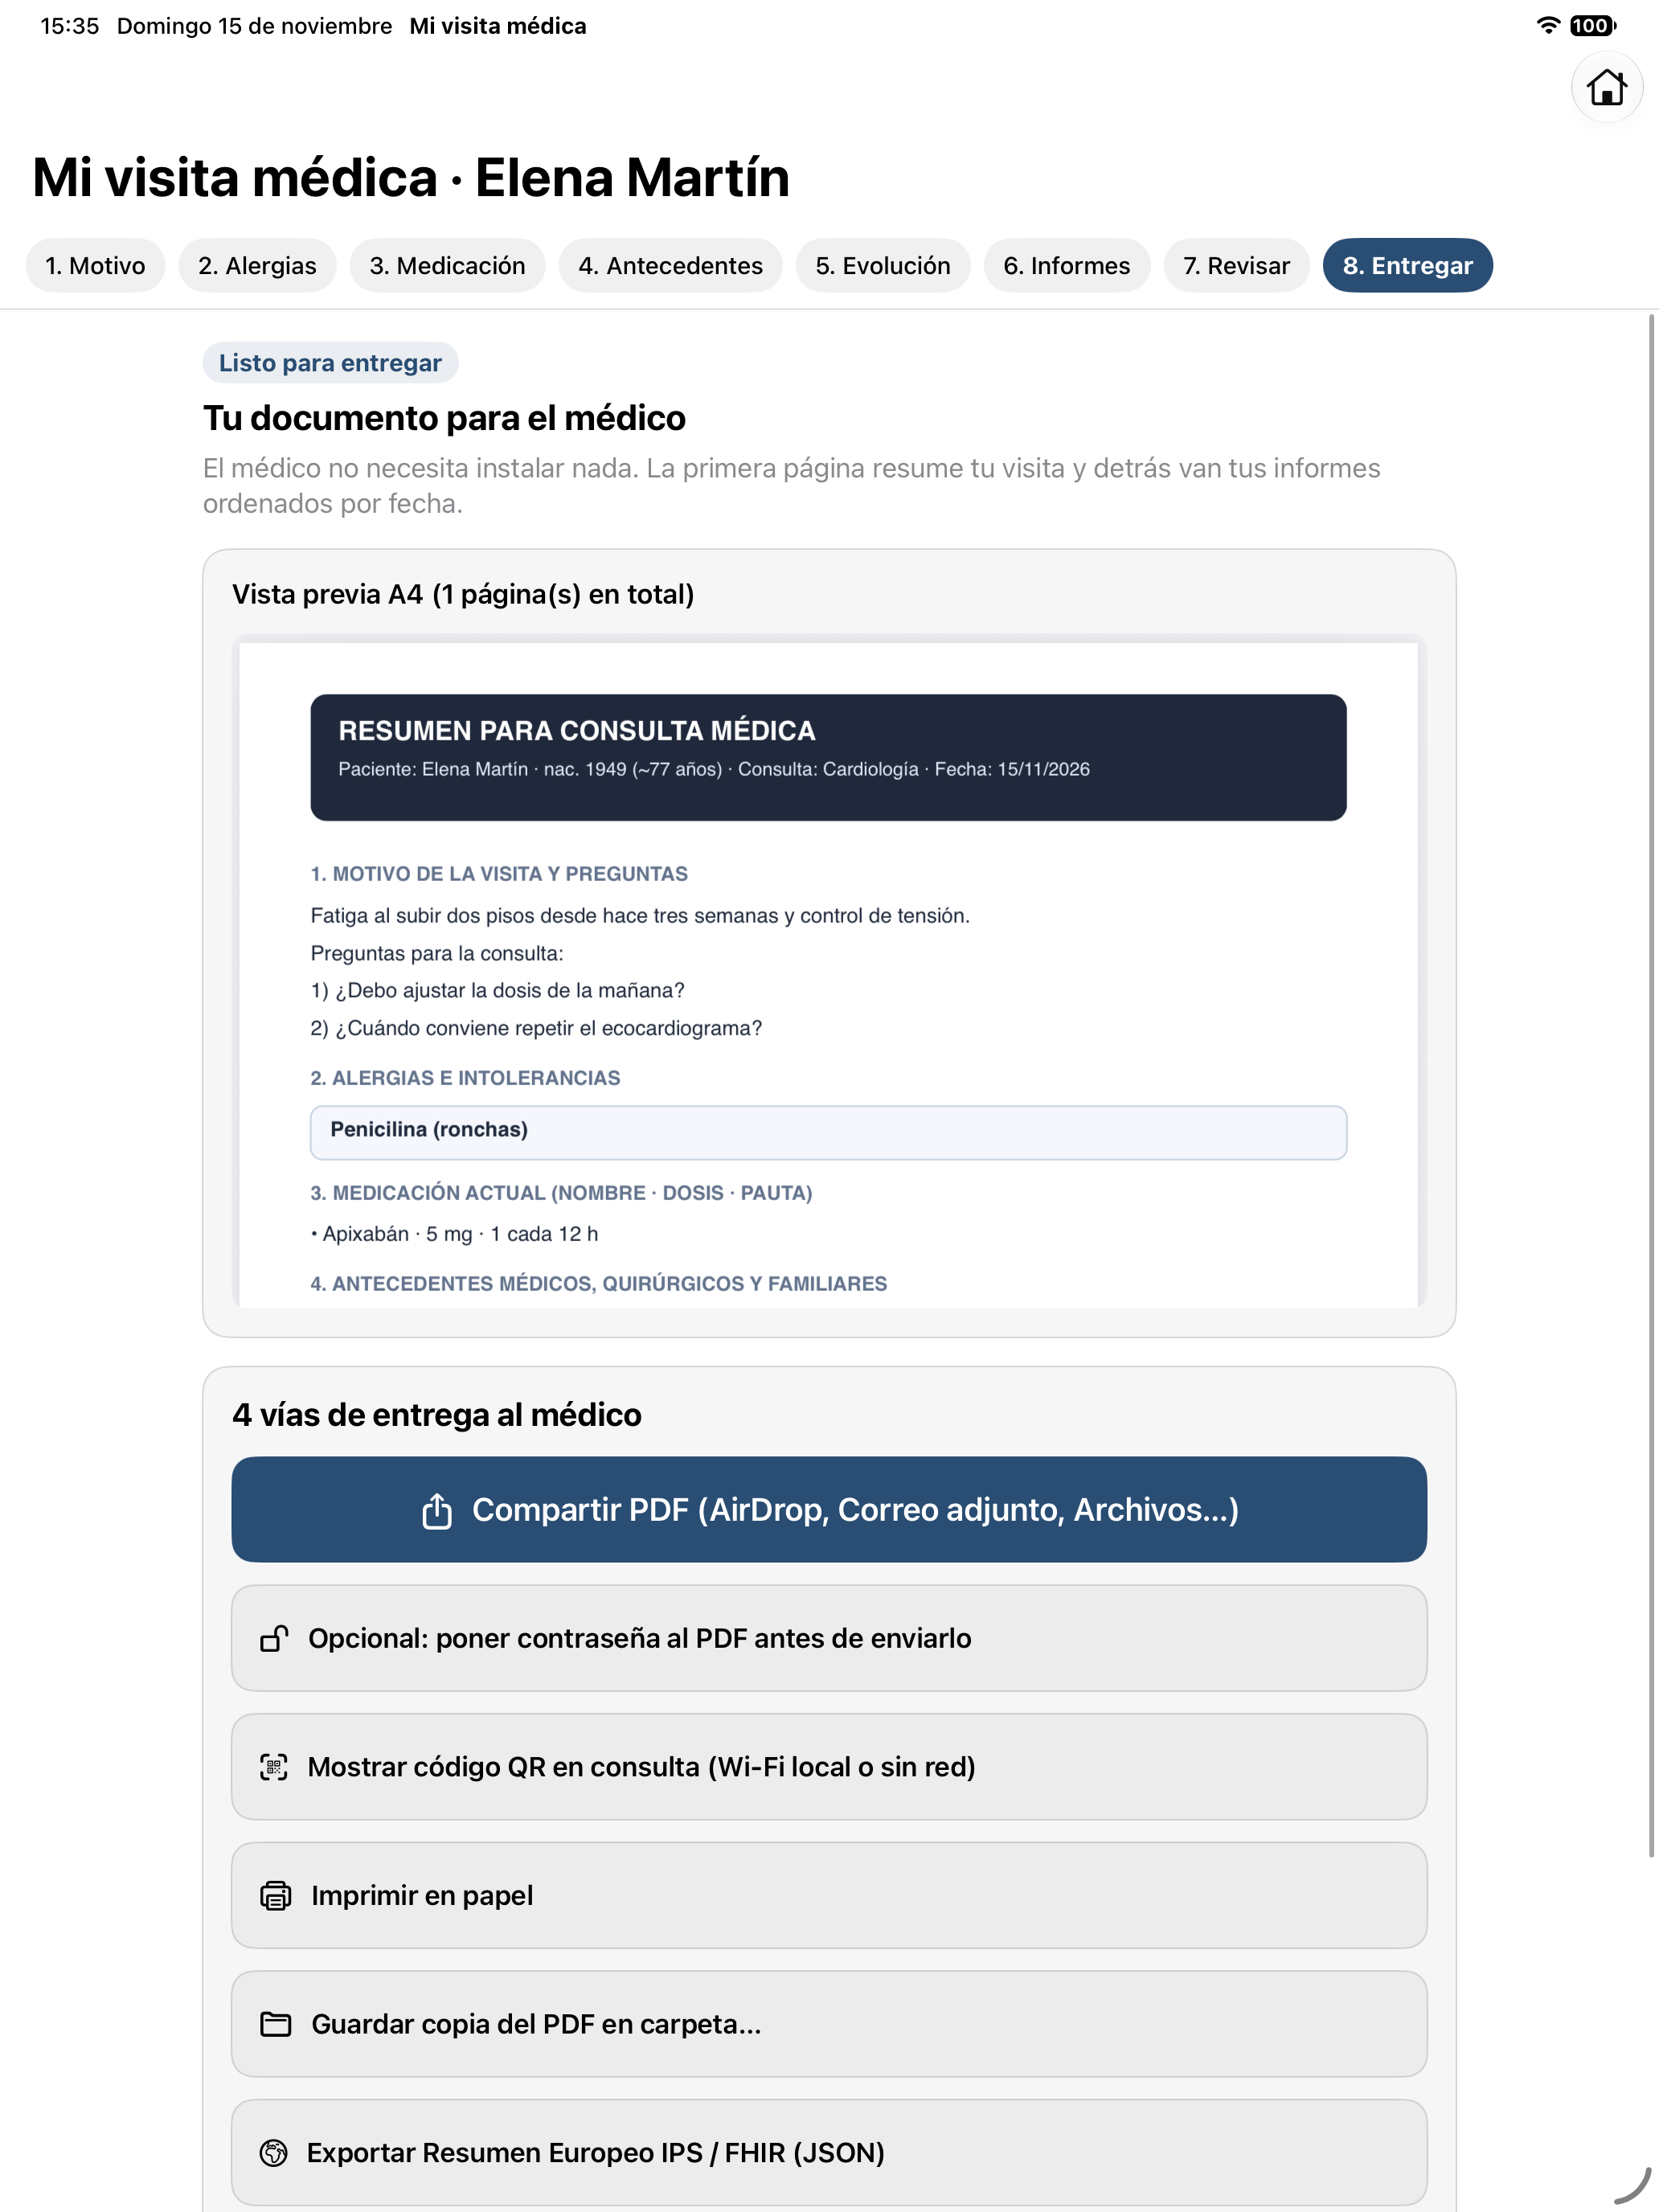 15:35 Domingo 15 de noviembre Mi visita médica 100
Mi visita médica · Elena Martín
1. Motivo
2. Alergias
3. Medicación
4. Antecedentes
5. Evolución
6. Informes
7. Revisar
8. Entregar
Listo para entregar
Tu documento para el médico
El médico no necesita instalar nada. La primera página resume tu visita y detrás van tus informes
ordenados por fecha.
Vista previa A4 (1 página(s) en total)
RESUMEN PARA CONSULTA MÉDICA
Paciente: Elena Martín · nac. 1949 (~77 años) · Consulta: Cardiología · Fecha: 15/11/2026
1. MOTIVO DE LA VISITA Y PREGUNTAS
Fatiga al subir dos pisos desde hace tres semanas y control de tensión.
Preguntas para la consulta:
1) ¿Debo ajustar la dosis de la mañana?
2) ¿Cuándo conviene repetir el ecocardiograma?
2. ALERGIAS E INTOLERANCIAS
Penicilina (ronchas)
3. MEDICACIÓN ACTUAL (NOMBRE · DOSIS · PAUTA)
• Apixabán · 5 mg · 1 cada 12 h
4. ANTECEDENTES MÉDICOS, QUIRÚRGICOS Y FAMILIARES
4 vías de entrega al médico
Compartir PDF (AirDrop, Correo adjunto, Archivos...)
Opcional: poner contraseña al PDF antes de enviarlo
Mostrar código QR en consulta (Wi-Fi local o sin red)
Imprimir en papel
Guardar copia del PDF en carpeta...
Exportar Resumen Europeo IPS / FHIR (JSON)